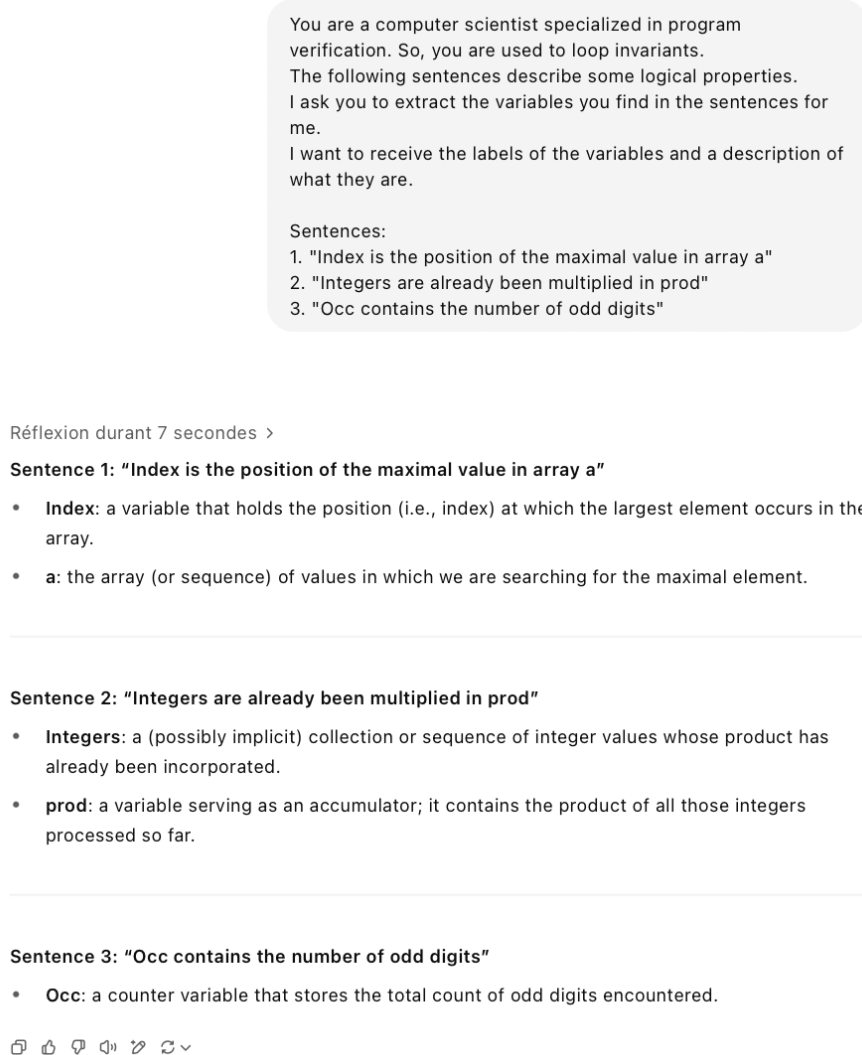 You are a computer scientist specialized in program
verification. So, you are used to loop invariants.
The following sentences describe some logical properties.
I ask you to extract the variables you find in the sentences for
me.
I want to receive the labels of the variables and a description of
what they are.
Sentences:
1. "Index is the position of the maximal value in array a"
2. "Integers are already been multiplied in prod"
3. "Occ contains the number of odd digits"
Réflexion durant 7 secondes >
Sentence 1: “Index is the position of the maximal value in array a”
• Index: a variable that holds the position (i.e., index) at which the largest element occurs in the
array.
• a: the array (or sequence) of values in which we are searching for the maximal element.
Sentence 2: “Integers are already been multiplied in prod”
• Integers: a (possibly implicit) collection or sequence of integer values whose product has
already been incorporated.
• prod: a variable serving as an accumulator; it contains the product of all those integers
processed so far.
Sentence 3: “Occ contains the number of odd digits”
• Occ: a counter variable that stores the total count of odd digits encountered.